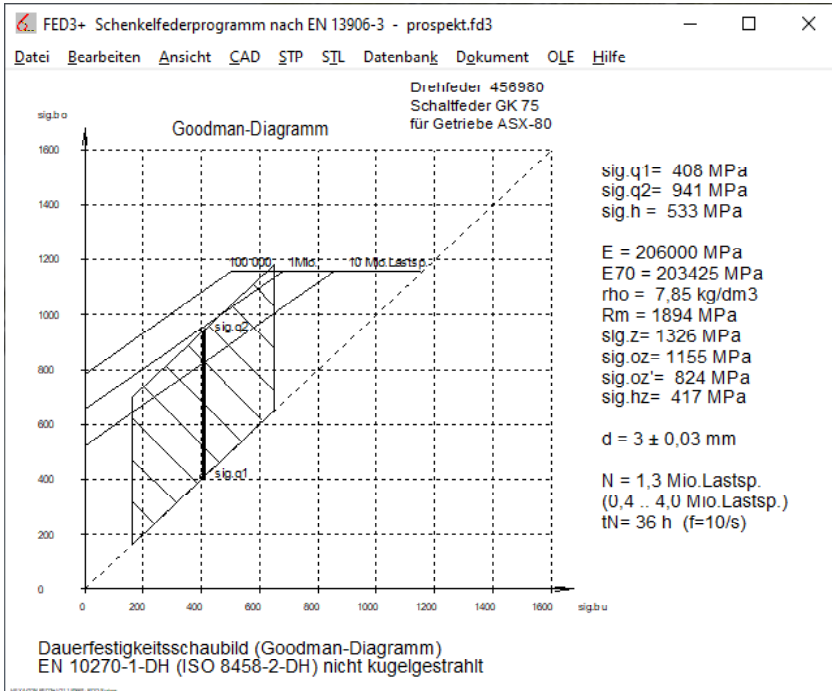 FED3+ Schenkelfederprogramm nach EN 13906-3 - prospekt.fd3
Datei Bearbeiten Ansicht CAD STP STL Datenbank Dokument OLE Hilfe
Drehfeder 456980
Schaltfeder GK 75
für Getriebe ASX-80
sig.b o
Goodman-Diagramm
1600
1400
1200
1000
800
600
400
200
0
100 000 1Mio. 10 Mio.Lastsp.
sig.q2
sig.q1
0 200 400 600 800 1000 1200 1400 1600 sig.b u
sig.q1= 408 MPa
sig.q2= 941 MPa
sig.h = 533 MPa
E = 206000 MPa
E70 = 203425 MPa
rho = 7,85 kg/dm3
Rm = 1894 MPa
sig.z= 1326 MPa
sig.oz= 1155 MPa
sig.oz'= 824 MPa
sig.hz= 417 MPa
d = 3 ± 0,03 mm
N = 1,3 Mio.Lastsp.
(0,4 .. 4,0 Mio.Lastsp.)
tN= 36 h (f=10/s)
Dauerfestigkeitsschaubild (Goodman-Diagramm)
EN 10270-1-DH (ISO 8458-2-DH) nicht kugelgestrahlt